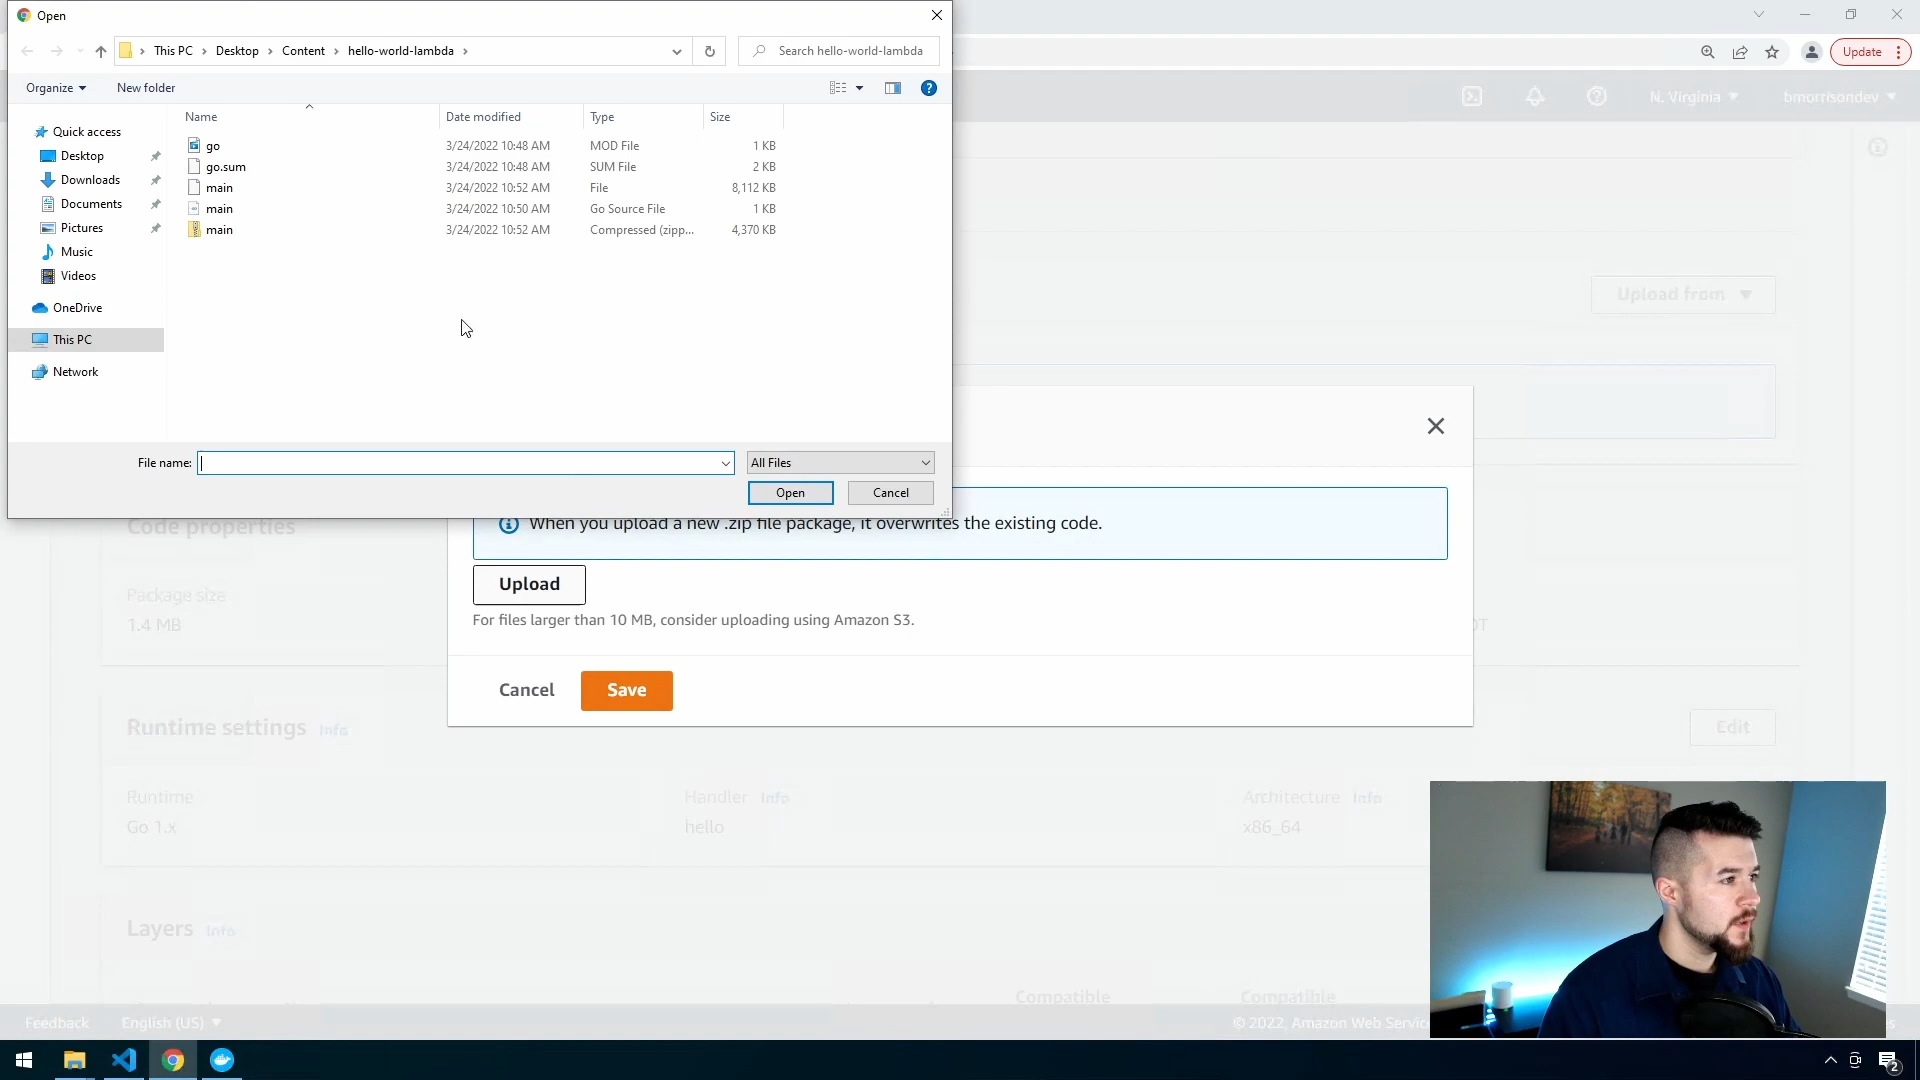 Open
This PC > Desktop > Content > hello-world-lambda >
Search hello-world-lambda
Update
Organize
New folder
N. Virginia
bmorrisondev
Name
Date modified
Type
Size
Quick access
Desktop
Downloads
Documents
Pictures
Music
Videos
OneDrive
This PC
Network
go 3/24/2022 10:48 AM MOD File 1 KB
go.sum 3/24/2022 10:48 AM SUM File 2 KB
main 3/24/2022 10:52 AM File 8,112 KB
main 3/24/2022 10:50 AM Go Source File 1 KB
main 3/24/2022 10:52 AM Compressed (zipp... 4,370 KB
Upload from
File name:
All Files
Open
Cancel
When you upload a new .zip file package, it overwrites the existing code.
Code properties
Upload
Package size
1.4 MB
For files larger than 10 MB, consider uploading using Amazon S3.
Cancel
Save
Runtime settings Info
Edit
Runtime
Go 1.x
Handler Info
hello
Architecture Info
x86_64
Layers Info
Compatible
Compatible
Feedback
English (US)
© 2022, Amazon Web Servic
2